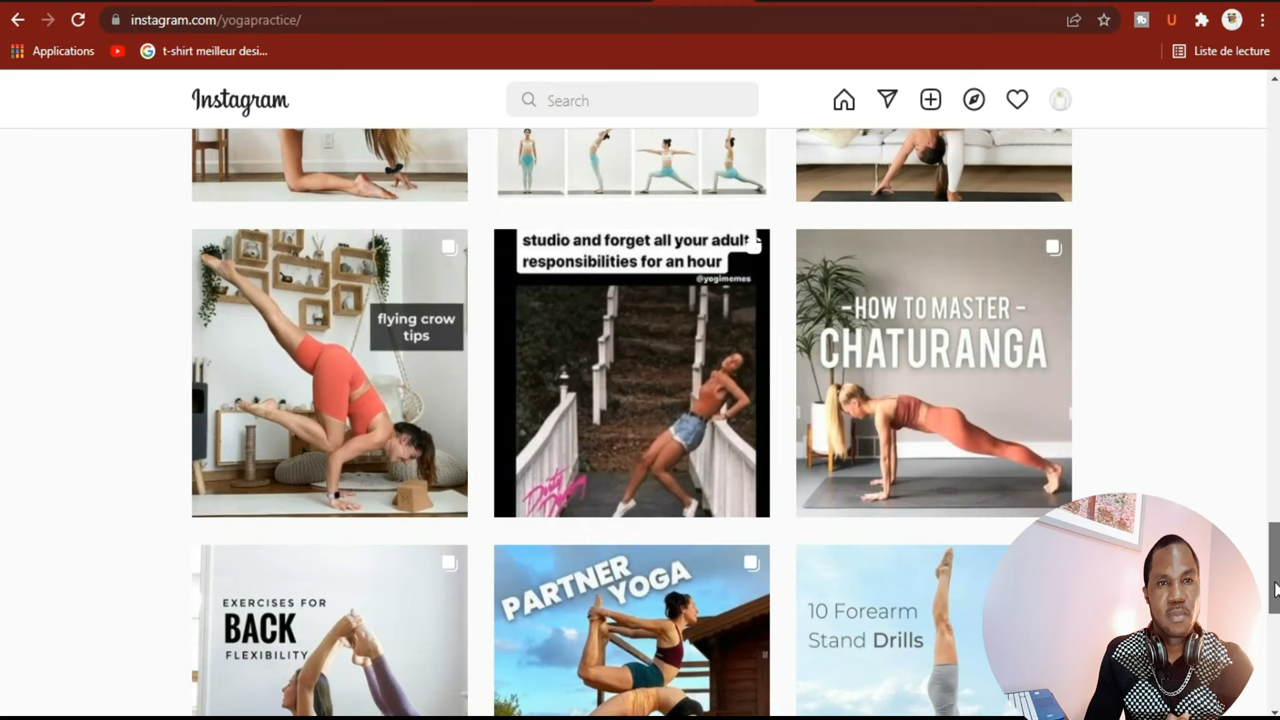 instagram.com/yogapractice/
Applications
t-shirt meilleur desi...
Liste de lecture
Instagram
Search
studio and forget all your adult
responsibilities for an hour
@yogimemes
flying crow
tips
-HOW TO MASTER-
CHATURANGA
Dirty
EXERCISES FOR
BACK
FLEXIBILITY
PARTNER
YOGA
10 Forearm
Stand Drills